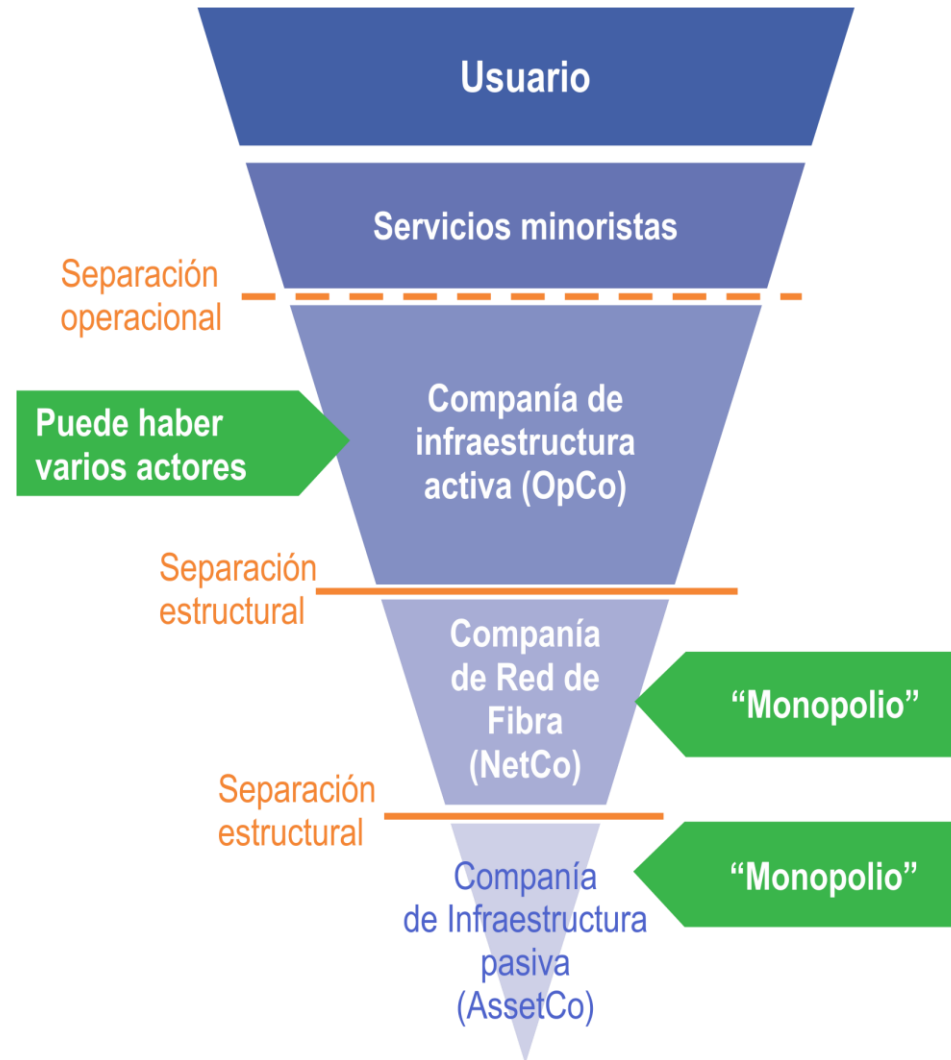 Usuario
Servicios minoristas
Separación
operacional
Puede haber
varios actores
Compañía de
infraestructura
activa (OpCo)
Separación
estructural
Compañía
de Red de
Fibra
(NetCo)
“Monopolio”
Separación
estructural
“Monopolio”
Compañía
de Infraestructura
pasiva
(AssetCo)